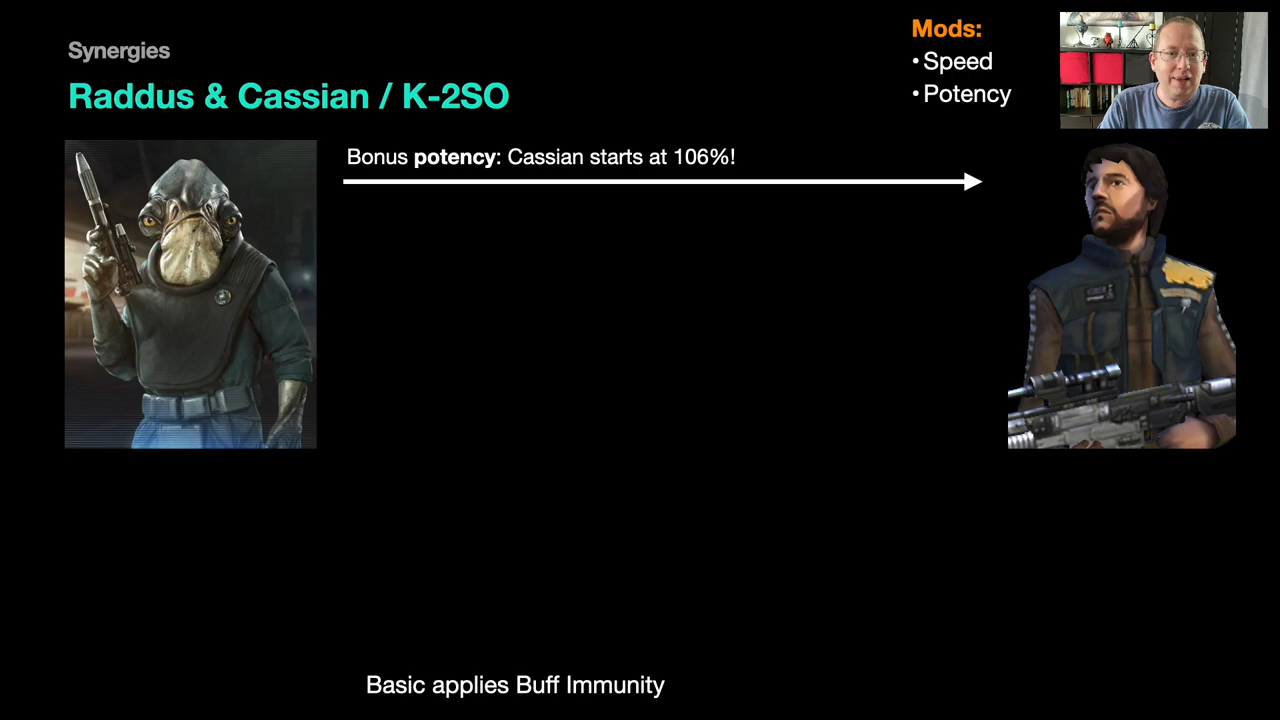 Synergies
Raddus & Cassian / K-2SO
Mods:
• Speed
• Potency
Bonus potency: Cassian starts at 106%!
Basic applies Buff Immunity